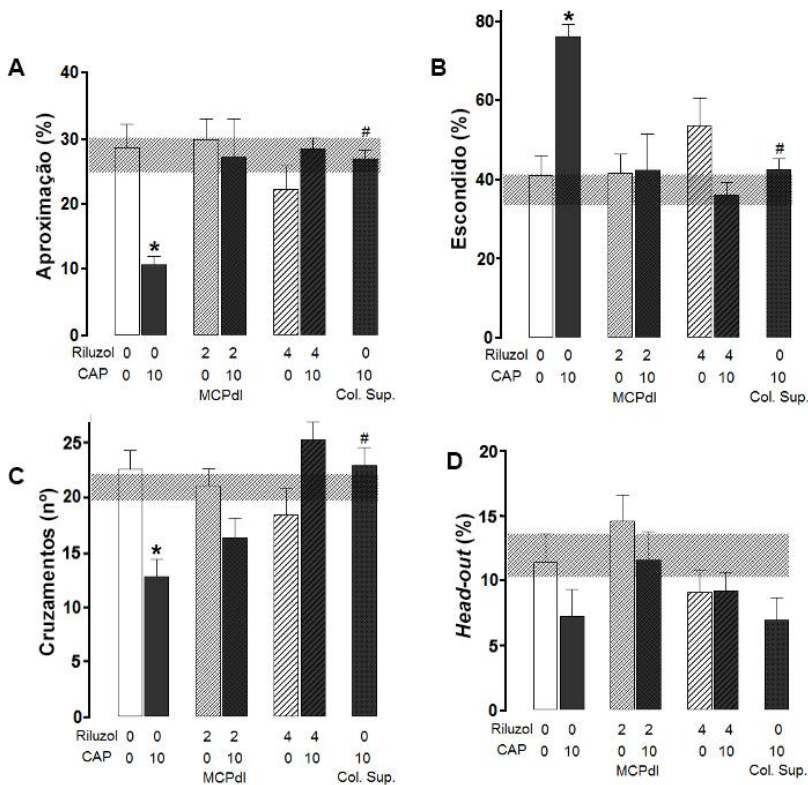 A
Aproximação (%)
40
30
20
10
0
*
#
Riluzol 0 0 2 2 4 4 0
CAP 0 10 0 10 0 10 10
MCPdl Col. Sup.
B
Escondido (%)
80
60
40
20
0
*
#
0 0 2 2 4 4 0
0 10 0 10 0 10 10
MCPdl Col. Sup.
C
Cruzamentos (nº)
25
20
15
10
5
0
*
#
Riluzol 0 0 2 2 4 4 0
CAP 0 10 0 10 0 10 10
MCPdl Col. Sup.
D
Head-out (%)
20
15
10
5
0
0 0 2 2 4 4 0
0 10 0 10 0 10 10
MCPdl Col. Sup.